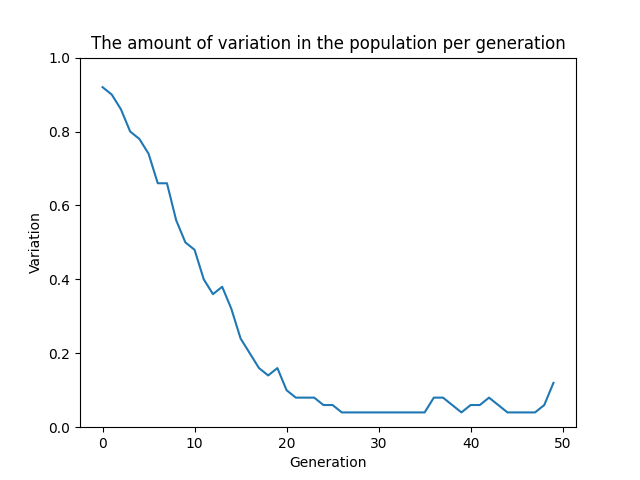 The amount of variation in the population per generation
1.0
0.8
0.6
0.4
0.2
0.0
Variation
0 10 20 30 40 50
Generation